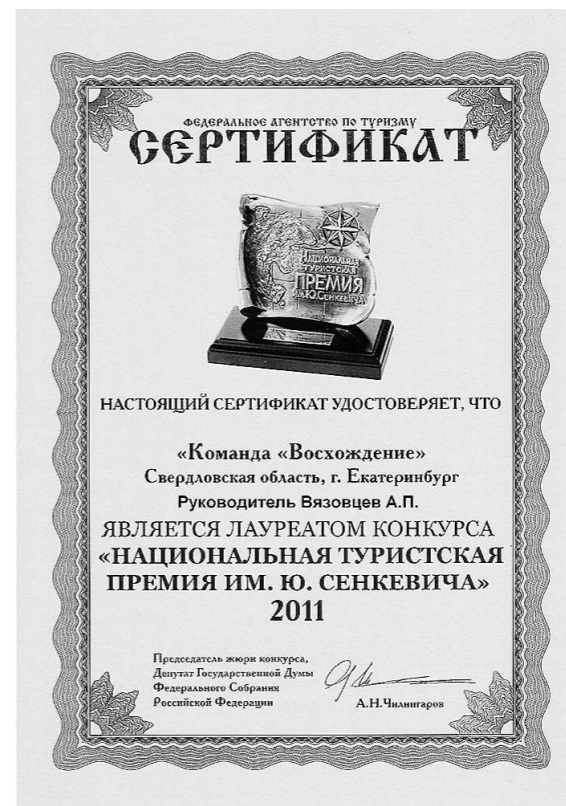 ФЕДЕРАЛЬНОЕ АГЕНТСТВО ПО ТУРИЗМУ
СЕРТИФИКАТ
НАЦИОНАЛЬНАЯ
ТУРИСТСКАЯ
ПРЕМИЯ
ИМ. Ю. СЕНКЕВИЧА
НАСТОЯЩИЙ СЕРТИФИКАТ УДОСТОВЕРЯЕТ, ЧТО
«Команда «Восхождение»
Свердловская область, г. Екатеринбург
Руководитель Вязовцев А.П.
ЯВЛЯЕТСЯ ЛАУРЕАТОМ КОНКУРСА
«НАЦИОНАЛЬНАЯ ТУРИСТСКАЯ
ПРЕМИЯ ИМ. Ю. СЕНКЕВИЧА»
2011
Председатель жюри конкурса,
Депутат Государственной Думы
Федерального Собрания
Российской Федерации
А.Н.Чилингаров